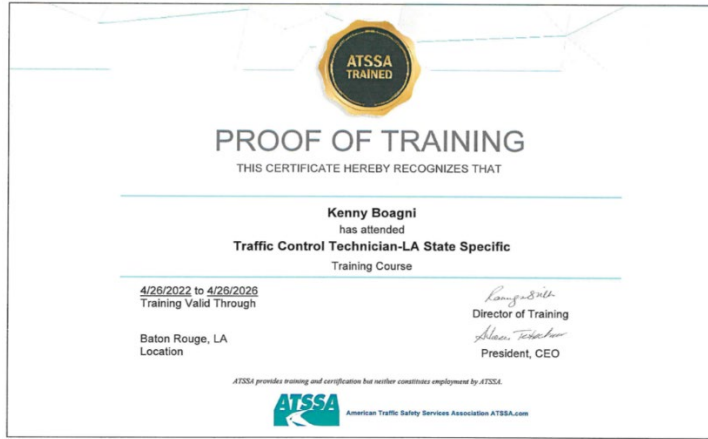 ATSSA
TRAINED
PROOF OF TRAINING
THIS CERTIFICATE HEREBY RECOGNIZES THAT
Kenny Boagni
has attended
Traffic Control Technician-LA State Specific
Training Course
4/26/2022 to 4/26/2026
Training Valid Through
Director of Training
Baton Rouge, LA
Location
President, CEO
ATSSA provides training and certification but neither constitutes employment by ATSSA.
ATSSA
American Traffic Safety Services Association ATSSA.com